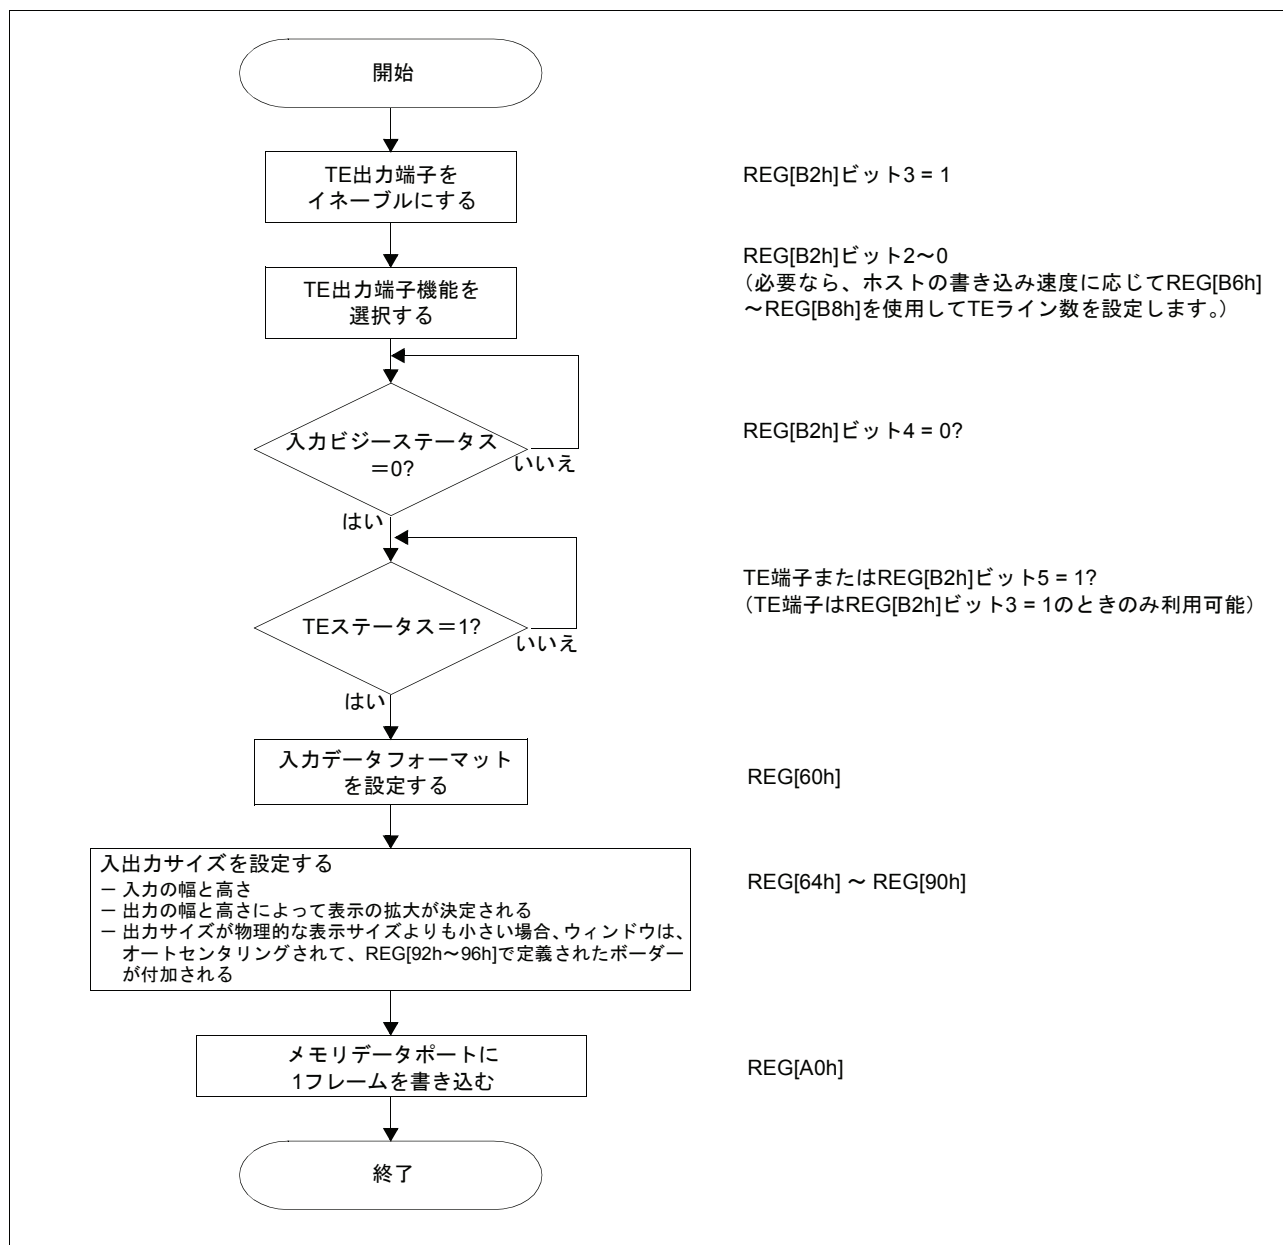 開始
TE出力端子を
イネーブルにする
REG[B2h]ビット3 = 1
TE出力端子機能を
選択する
REG[B2h]ビット2～0
（必要なら、ホストの書き込み速度に応じてREG[B6h]
～REG[B8h]を使用してTEライン数を設定します。）
入力ビジーステータス
＝0?
いいえ
はい
REG[B2h]ビット4 = 0?
TEステータス＝1?
いいえ
はい
TE端子またはREG[B2h]ビット5 = 1?
（TE端子はREG[B2h]ビット3 = 1のときのみ利用可能）
入力データフォーマット
を設定する
REG[60h]
入出力サイズを設定する
－ 入力の幅と高さ
－ 出力の幅と高さによって表示の拡大が決定される
－ 出力サイズが物理的な表示サイズよりも小さい場合、ウィンドウは、
オートセンタリングされて、REG[92h～96h]で定義されたボーダー
が付加される
REG[64h] ～ REG[90h]
メモリデータポートに
1フレームを書き込む
REG[A0h]
終了